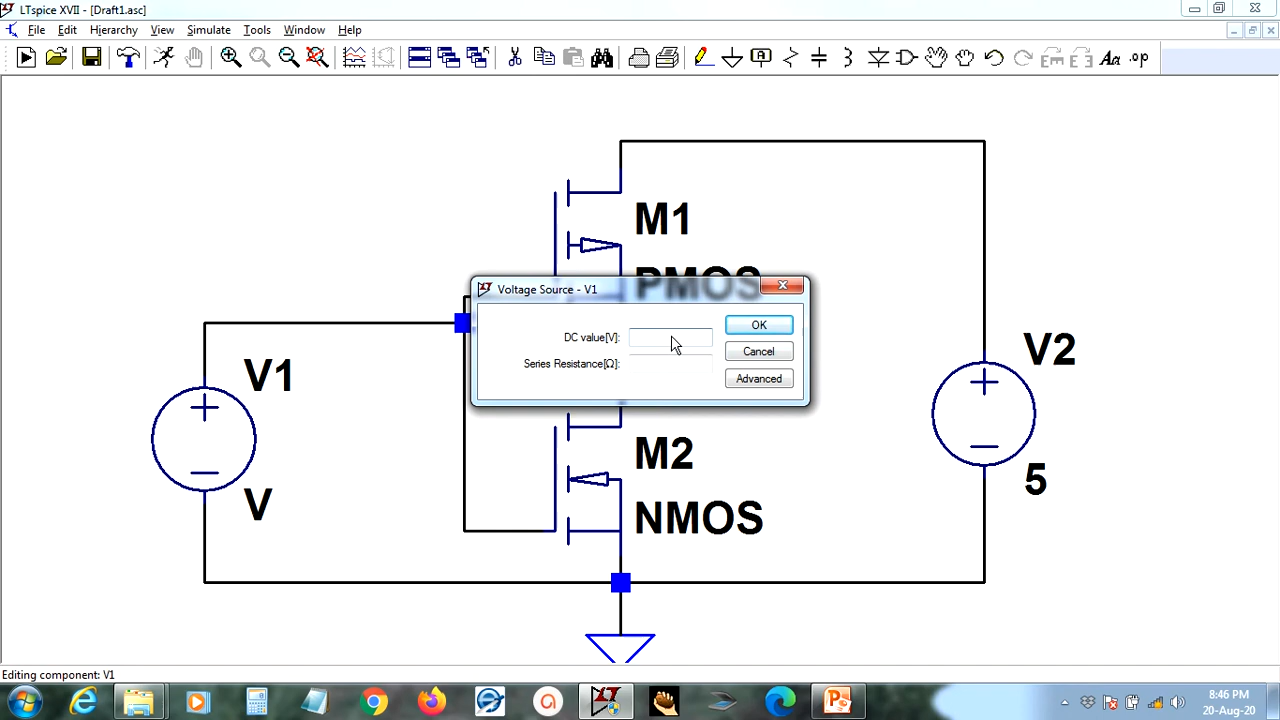 LTspice XVII - [Draft1.asc]
File Edit Hierarchy View Simulate Tools Window Help
Aa .op
M1
PMOS
Voltage Source - V1
DC value[V]:
Series Resistance[Ω]:
OK
Cancel
Advanced
V1
V
V2
5
M2
NMOS
Editing component: V1
8:46 PM
20-Aug-20